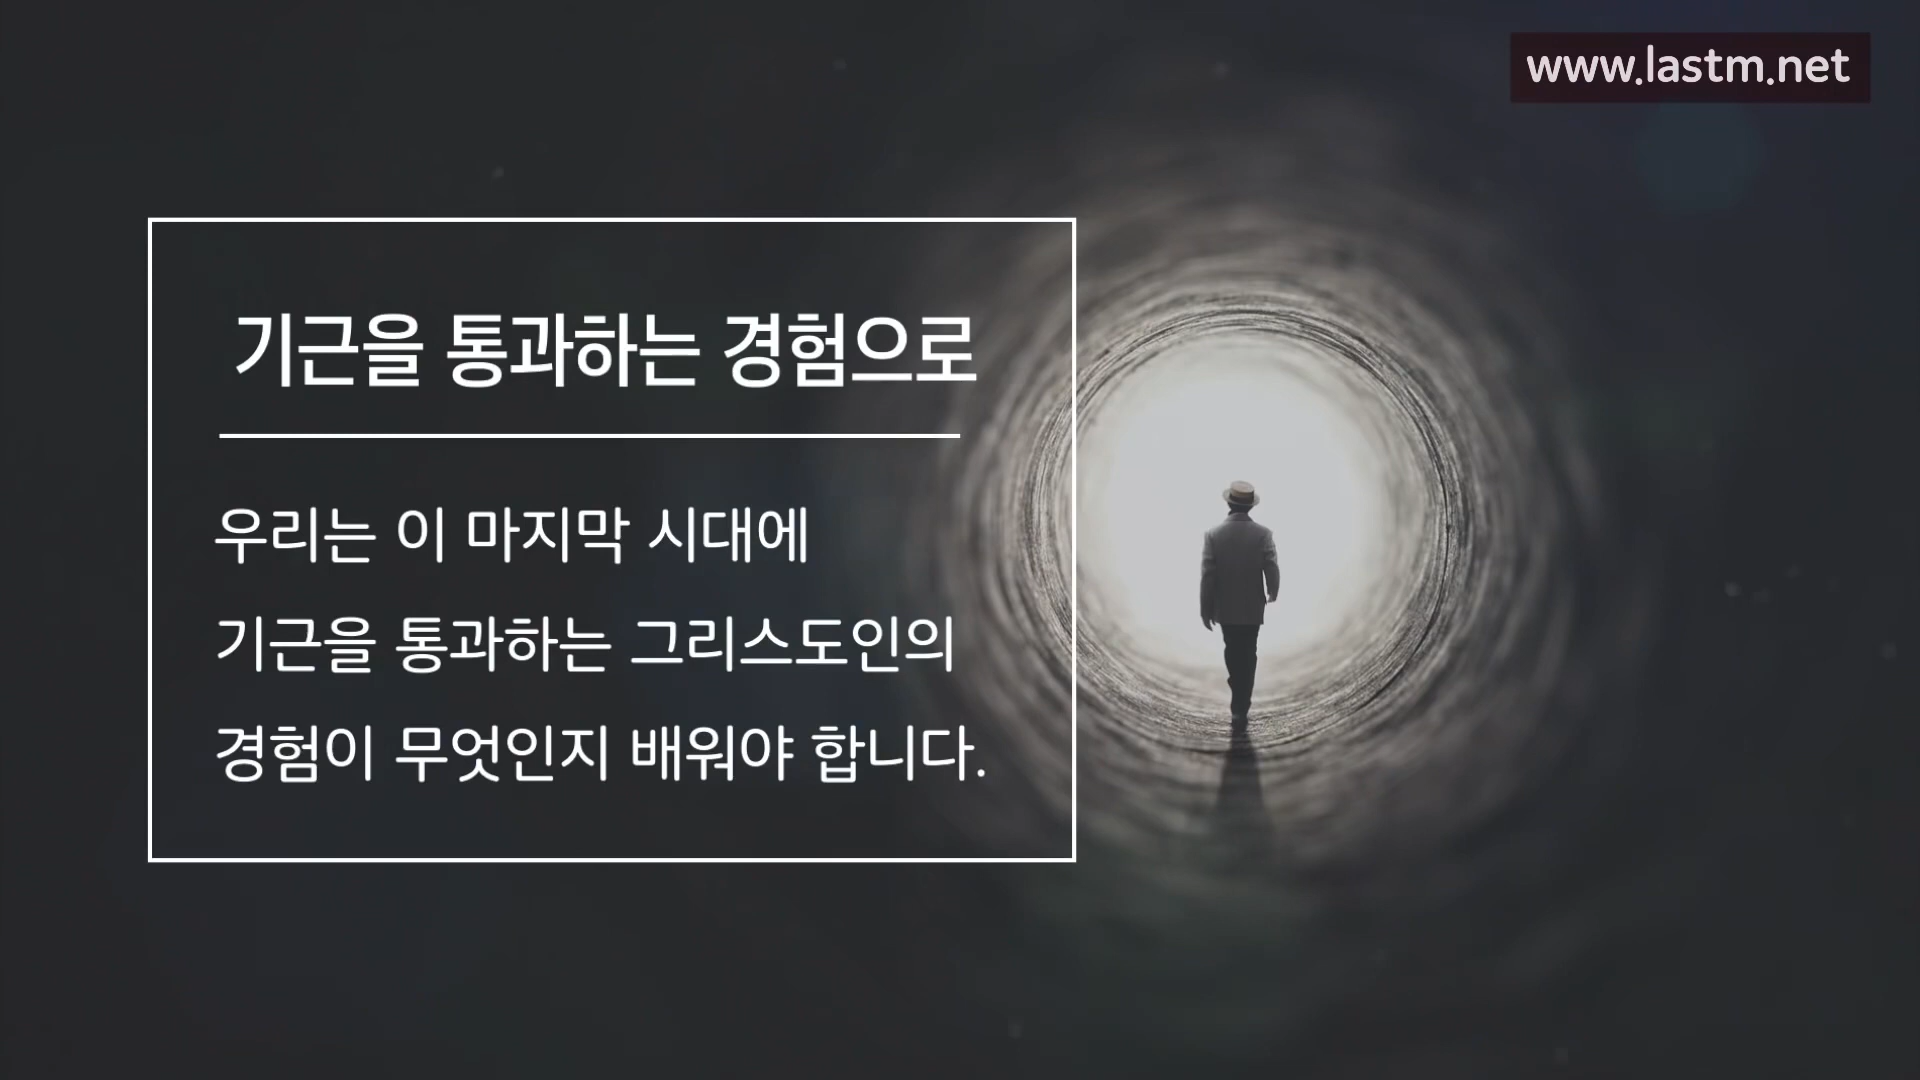 www.lastm.net
기근을 통과하는 경험으로
우리는 이 마지막 시대에
기근을 통과하는 그리스도인의
경험이 무엇인지 배워야 합니다.